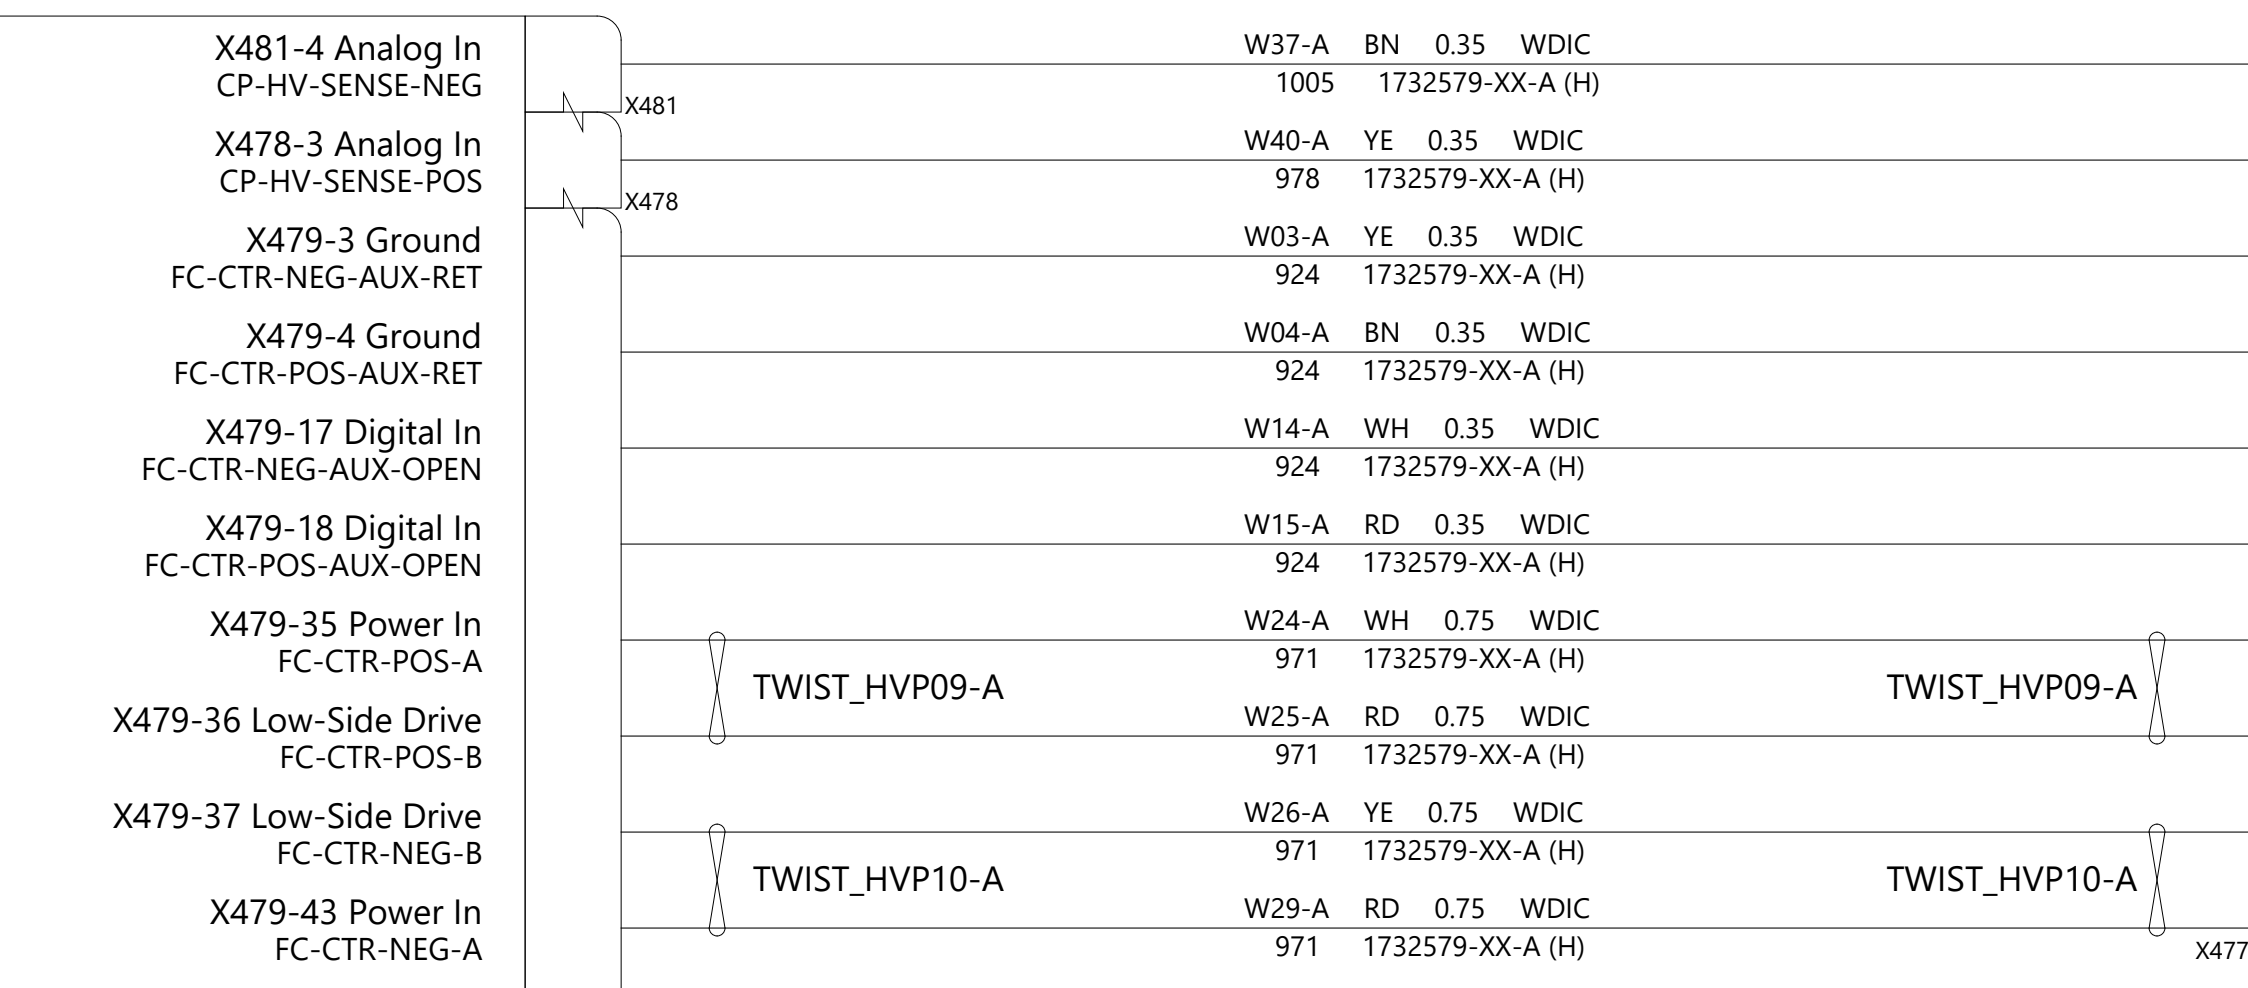 X481-4 Analog In
CP-HV-SENSE-NEG
W37-A BN 0.35 WDIC
1005 1732579-XX-A (H)
X481
X478-3 Analog In
CP-HV-SENSE-POS
W40-A YE 0.35 WDIC
978 1732579-XX-A (H)
X478
X479-3 Ground
FC-CTR-NEG-AUX-RET
W03-A YE 0.35 WDIC
924 1732579-XX-A (H)
X479-4 Ground
FC-CTR-POS-AUX-RET
W04-A BN 0.35 WDIC
924 1732579-XX-A (H)
X479-17 Digital In
FC-CTR-NEG-AUX-OPEN
W14-A WH 0.35 WDIC
924 1732579-XX-A (H)
X479-18 Digital In
FC-CTR-POS-AUX-OPEN
W15-A RD 0.35 WDIC
924 1732579-XX-A (H)
X479-35 Power In
FC-CTR-POS-A
W24-A WH 0.75 WDIC
971 1732579-XX-A (H)
TWIST_HVP09-A
TWIST_HVP09-A
X479-36 Low-Side Drive
FC-CTR-POS-B
W25-A RD 0.75 WDIC
971 1732579-XX-A (H)
X479-37 Low-Side Drive
FC-CTR-NEG-B
W26-A YE 0.75 WDIC
971 1732579-XX-A (H)
TWIST_HVP10-A
TWIST_HVP10-A
X479-43 Power In
FC-CTR-NEG-A
W29-A RD 0.75 WDIC
971 1732579-XX-A (H)
X477